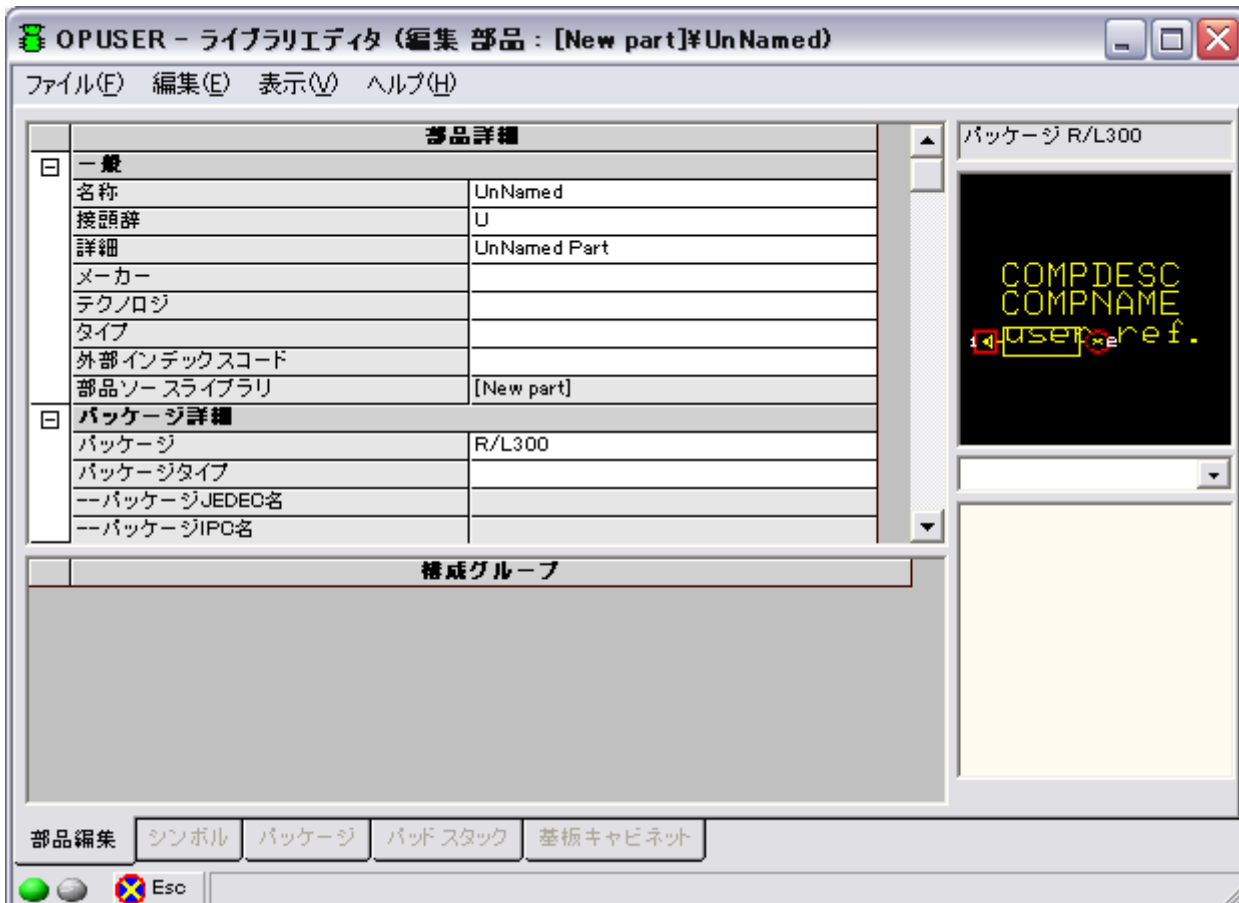 OPUSER - ライブラリエディタ (編集 部品 : [New part]¥UnNamed)
ファイル(F) 編集(E) 表示(V) ヘルプ(H)
部品詳細
一般
名称 UnNamed
接頭辞 U
詳細 UnNamed Part
メーカー
テクノロジ
タイプ
外部インデックスコード
部品ソースライブラリ [New part]
パッケージ詳細
パッケージ R/L300
パッケージタイプ
--パッケージJEDEC名
--パッケージIPC名
パッケージ R/L300
COMPDESC
COMPNAME
user ref.
構成グループ
部品編集 シンボル パッケージ パッドスタック 基板キャビネット
Esc